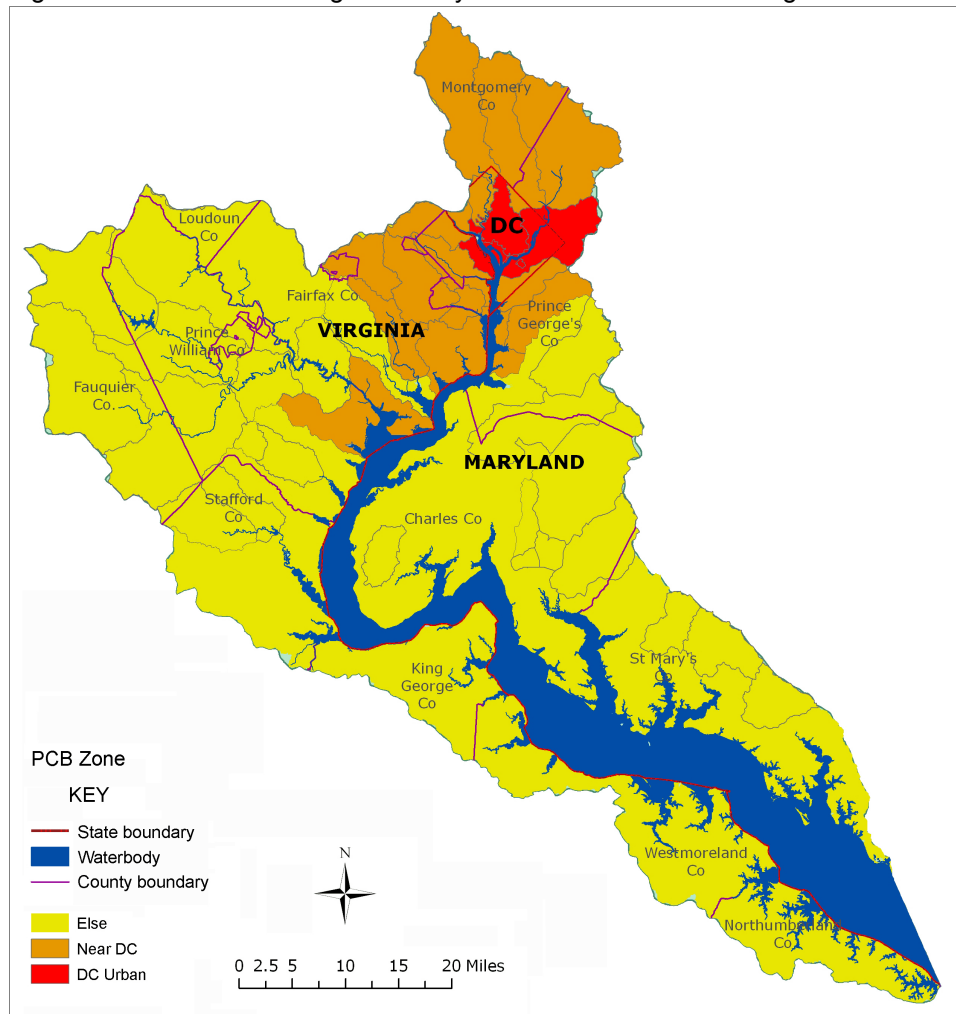 Montgomery
Co
Loudoun
Co
DC
Fairfax Co
Prince
George's
Co
VIRGINIA
Prince
William Co
Fauquier
Co.
MARYLAND
Stafford
Co
Charles Co
St Mary's
Co
King
George
Co
PCB Zone
KEY
State boundary
Waterbody
County boundary
Westmoreland
Co
N
Else
Near DC
DC Urban
Northumberland
Co
0 2.5 5 10 15 20 Miles